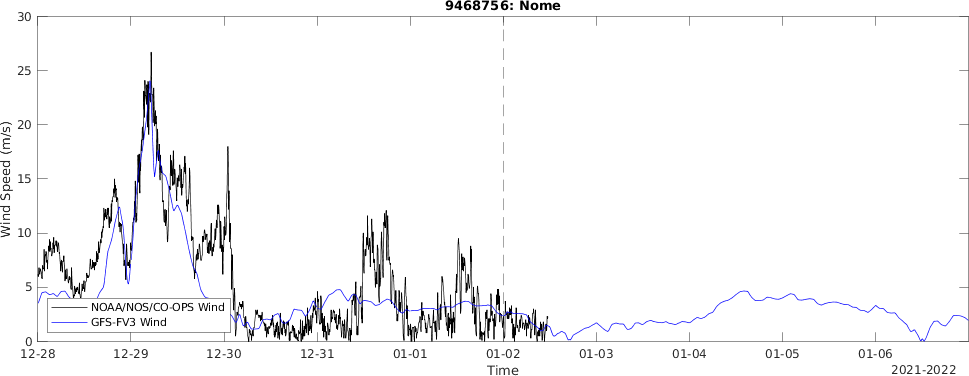 9468756: Nome
30
25
20
15
10
5
0
Wind Speed (m/s)
NOAA/NOS/CO-OPS Wind
GFS-FV3 Wind
12-28 12-29 12-30 12-31 01-01 01-02 01-03 01-04 01-05 01-06
Time
2021-2022